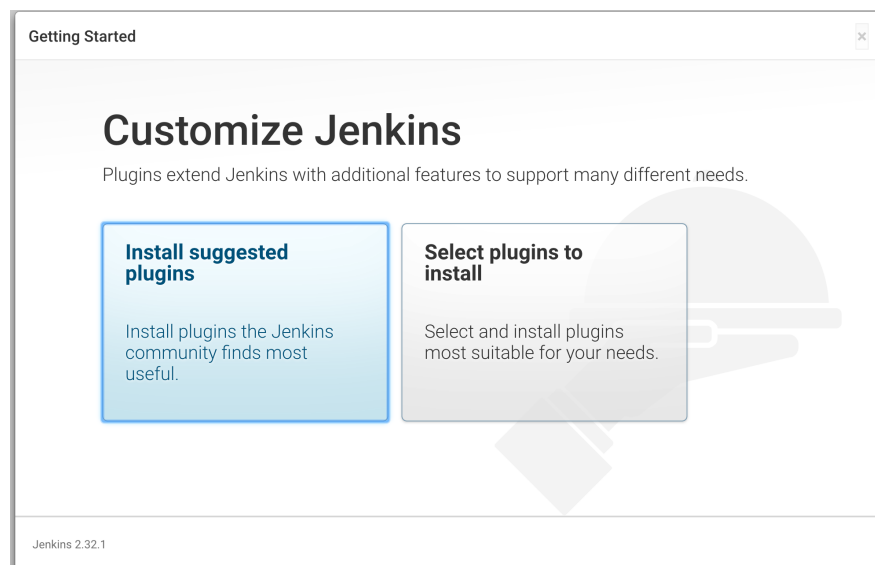 Getting Started
×
Customize Jenkins
Plugins extend Jenkins with additional features to support many different needs.
Install suggested
plugins
Install plugins the Jenkins
community finds most
useful.
Select plugins to
install
Select and install plugins
most suitable for your needs.
Jenkins 2.32.1